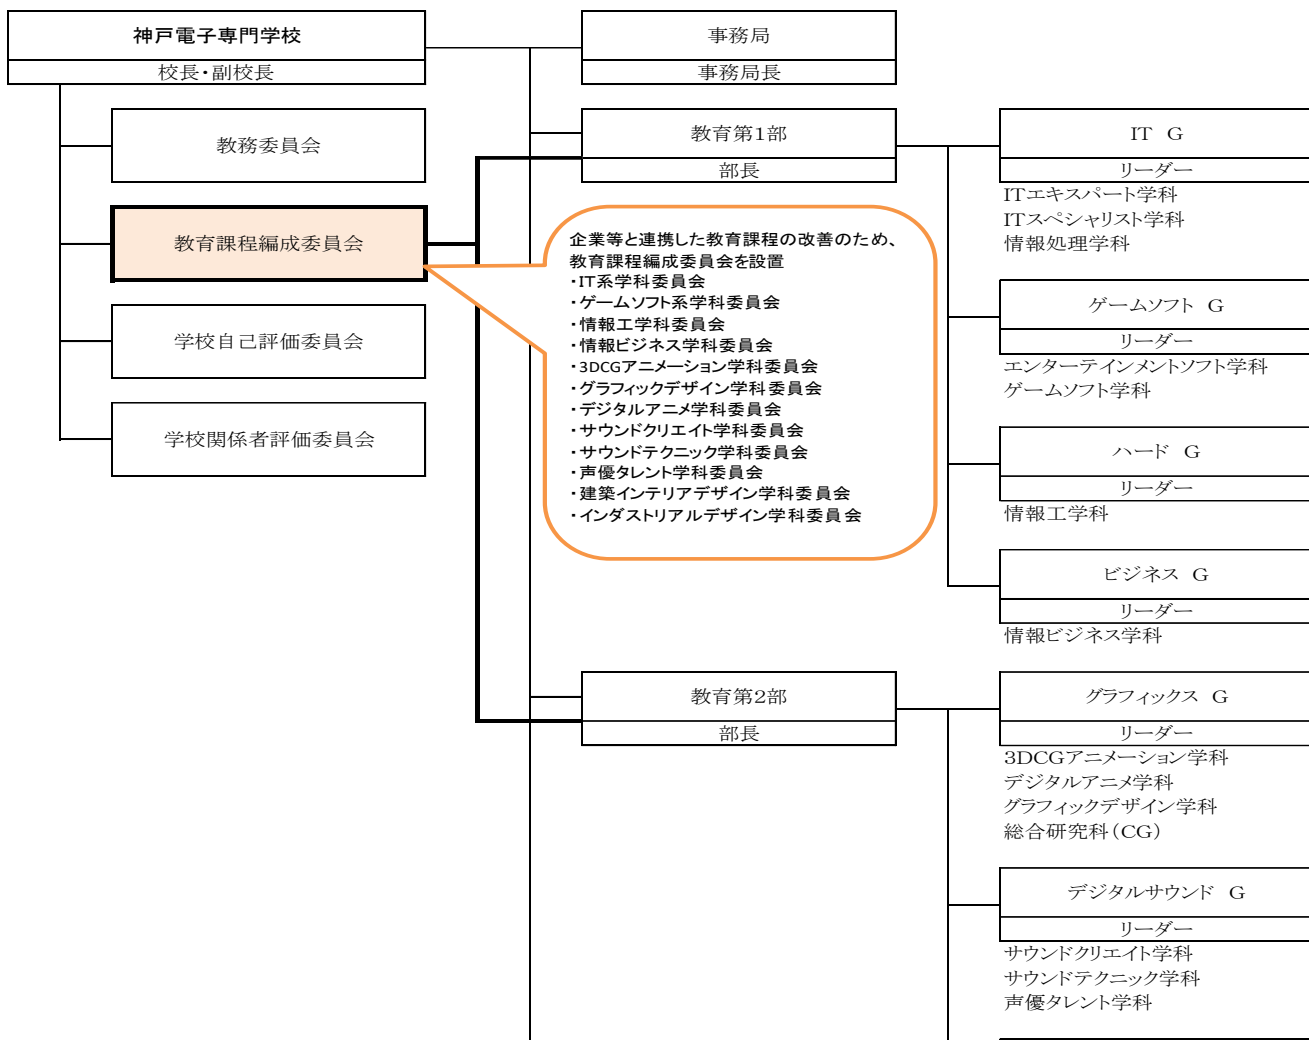 神戸電子専門学校
校長・副校長
教務委員会
教育課程編成委員会
学校自己評価委員会
学校関係者評価委員会
事務局
事務局長
教育第1部
部長
企業等と連携した教育課程の改善のため、
教育課程編成委員会を設置
・IT系学科委員会
・ゲームソフト系学科委員会
・情報工学科委員会
・情報ビジネス学科委員会
・3DCGアニメーション学科委員会
・グラフィックデザイン学科委員会
・デジタルアニメ学科委員会
・サウンドクリエイト学科委員会
・サウンドテクニック学科委員会
・声優タレント学科委員会
・建築インテリアデザイン学科委員会
・インダストリアルデザイン学科委員会
IT G
リーダー
ITエキスパート学科
ITスペシャリスト学科
情報処理学科
ゲームソフト G
リーダー
エンターテインメントソフト学科
ゲームソフト学科
ハード G
リーダー
情報工学科
ビジネス G
リーダー
情報ビジネス学科
教育第2部
部長
グラフィックス G
リーダー
3DCGアニメーション学科
デジタルアニメ学科
グラフィックデザイン学科
総合研究科(CG)
デジタルサウンド G
リーダー
サウンドクリエイト学科
サウンドテクニック学科
声優タレント学科